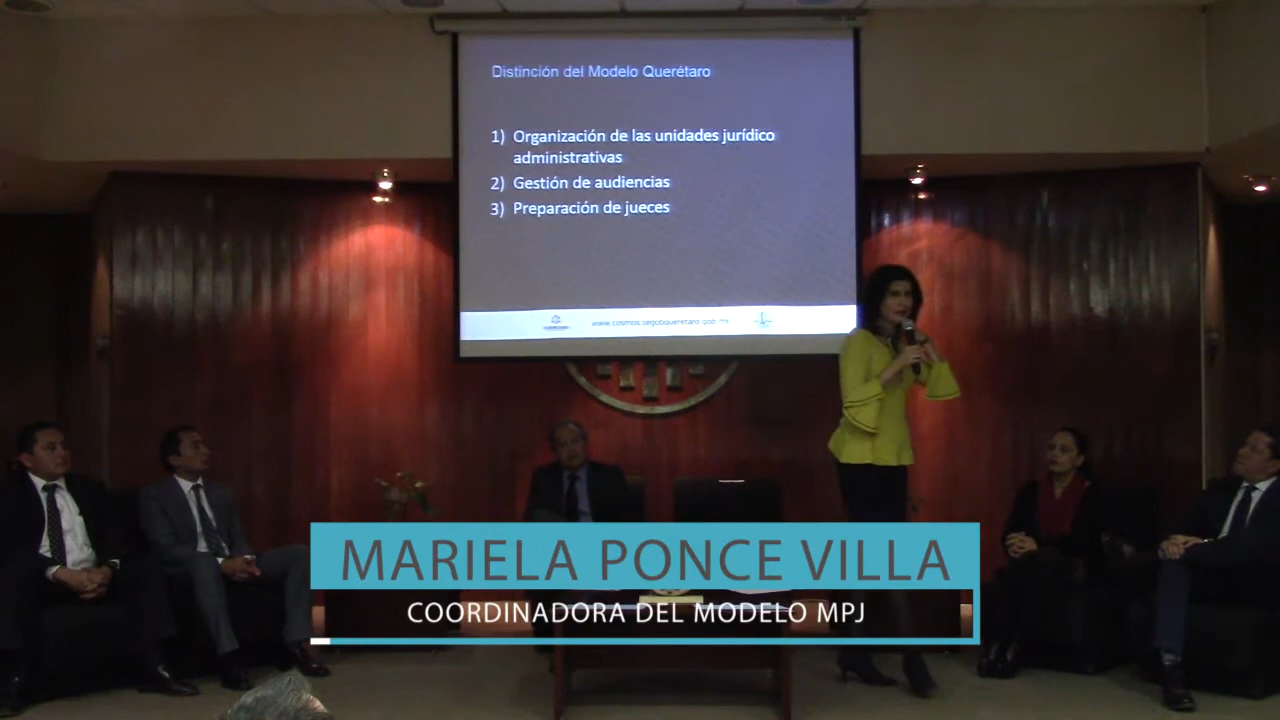 Distinción del Modelo Querétaro
1) Organización de las unidades jurídico
administrativas
2) Gestión de audiencias
3) Preparación de jueces
www.cosmos.segobqueretaro.gob.mx
MARIELA PONCE VILLA
COORDINADORA DEL MODELO MPJ